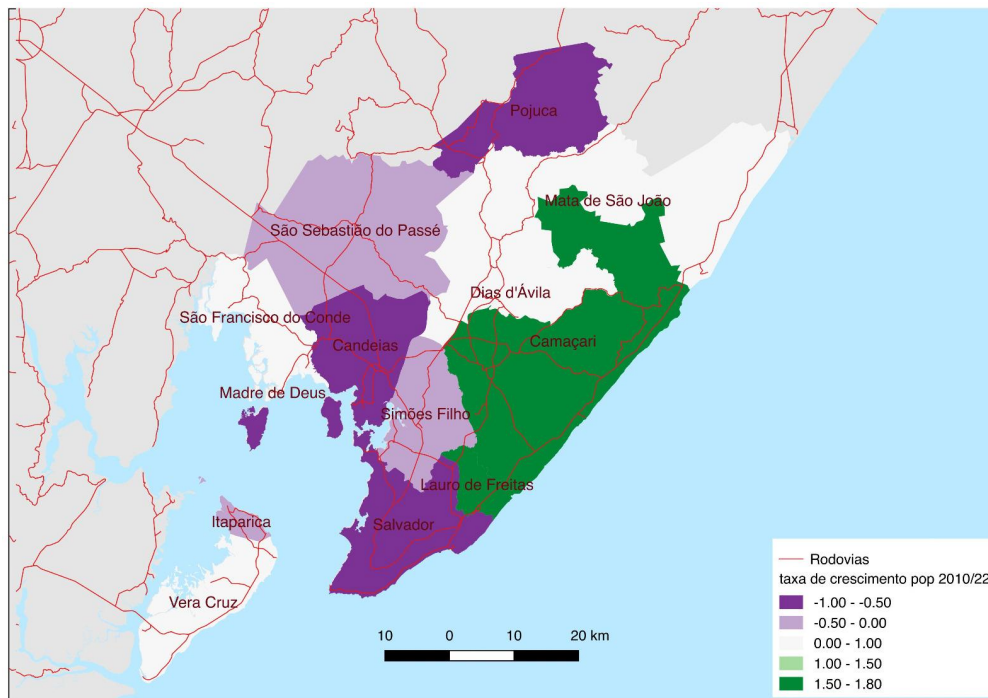 Pojuca
Mata de São João
São Sebastião do Passé
Dias d'Ávila
São Francisco do Conde
Candeias
Camaçari
Madre de Deus
Simões Filho
Lauro de Freitas
Itaparica
Salvador
Vera Cruz
10 0 10 20 km
Rodovias
taxa de crescimento pop 2010/22
-1.00 - -0.50
-0.50 - 0.00
0.00 - 1.00
1.00 - 1.50
1.50 - 1.80